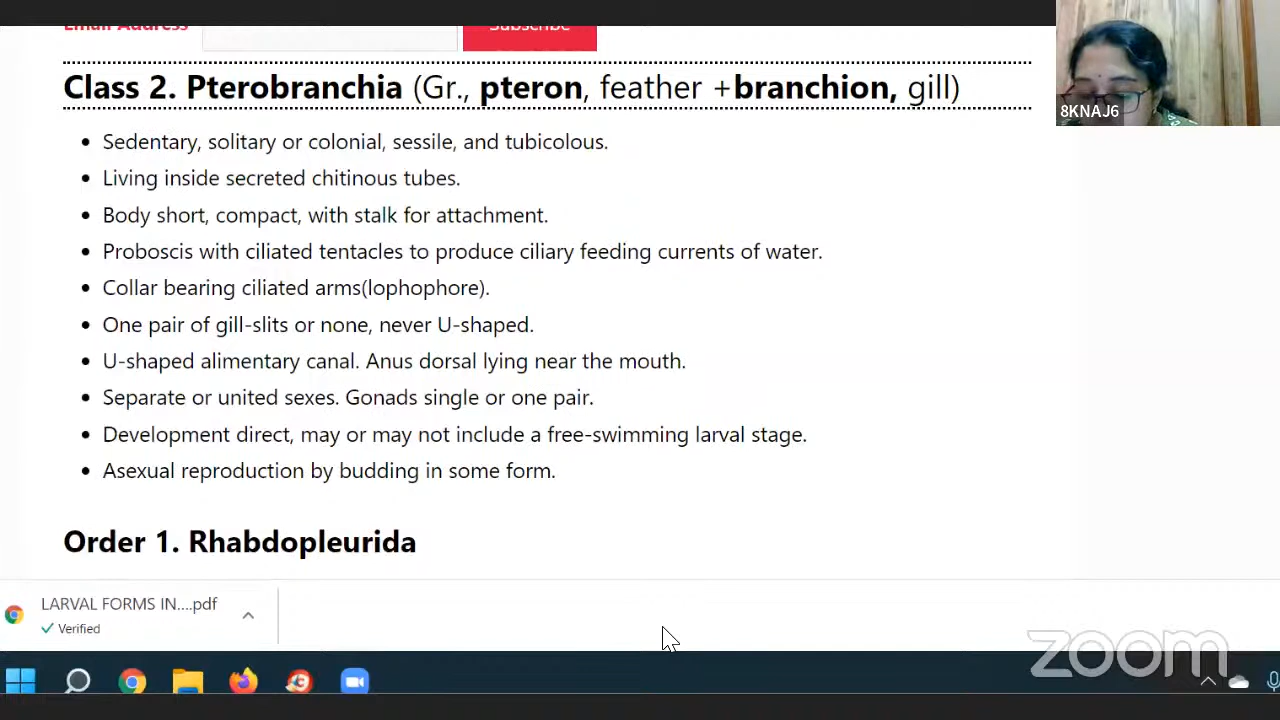 Email Address
Subscribe
Class 2. Pterobranchia (Gr., pteron, feather +branchion, gill)
8KNAJ6
Sedentary, solitary or colonial, sessile, and tubicolous.
Living inside secreted chitinous tubes.
Body short, compact, with stalk for attachment.
Proboscis with ciliated tentacles to produce ciliary feeding currents of water.
Collar bearing ciliated arms(lophophore).
One pair of gill-slits or none, never U-shaped.
U-shaped alimentary canal. Anus dorsal lying near the mouth.
Separate or united sexes. Gonads single or one pair.
Development direct, may or may not include a free-swimming larval stage.
Asexual reproduction by budding in some form.
Order 1. Rhabdopleurida
LARVAL FORMS IN....pdf
Verified
zoom